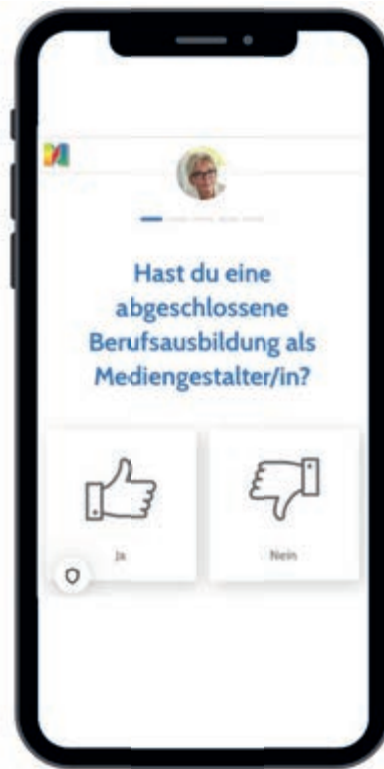 Hast du eine
abgeschlossene
Berufsausbildung als
Mediengestalter/in?
Ja
Nein